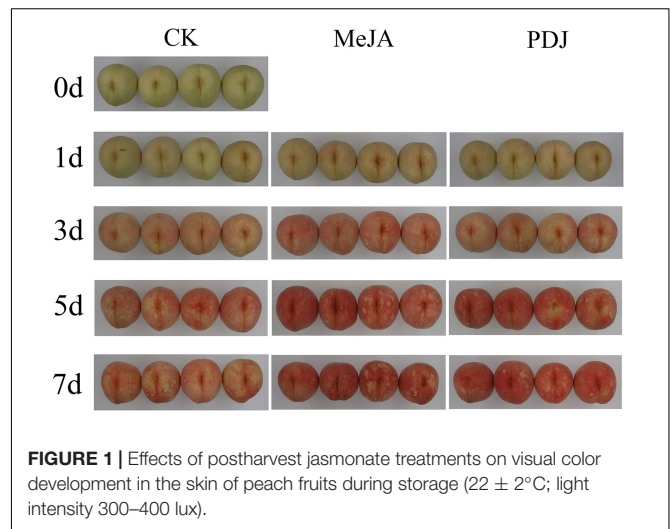 CK MeJA PDJ
0d
1d
3d
5d
7d
FIGURE 1 | Effects of postharvest jasmonate treatments on visual color
development in the skin of peach fruits during storage (22 ± 2°C; light
intensity 300–400 lux).